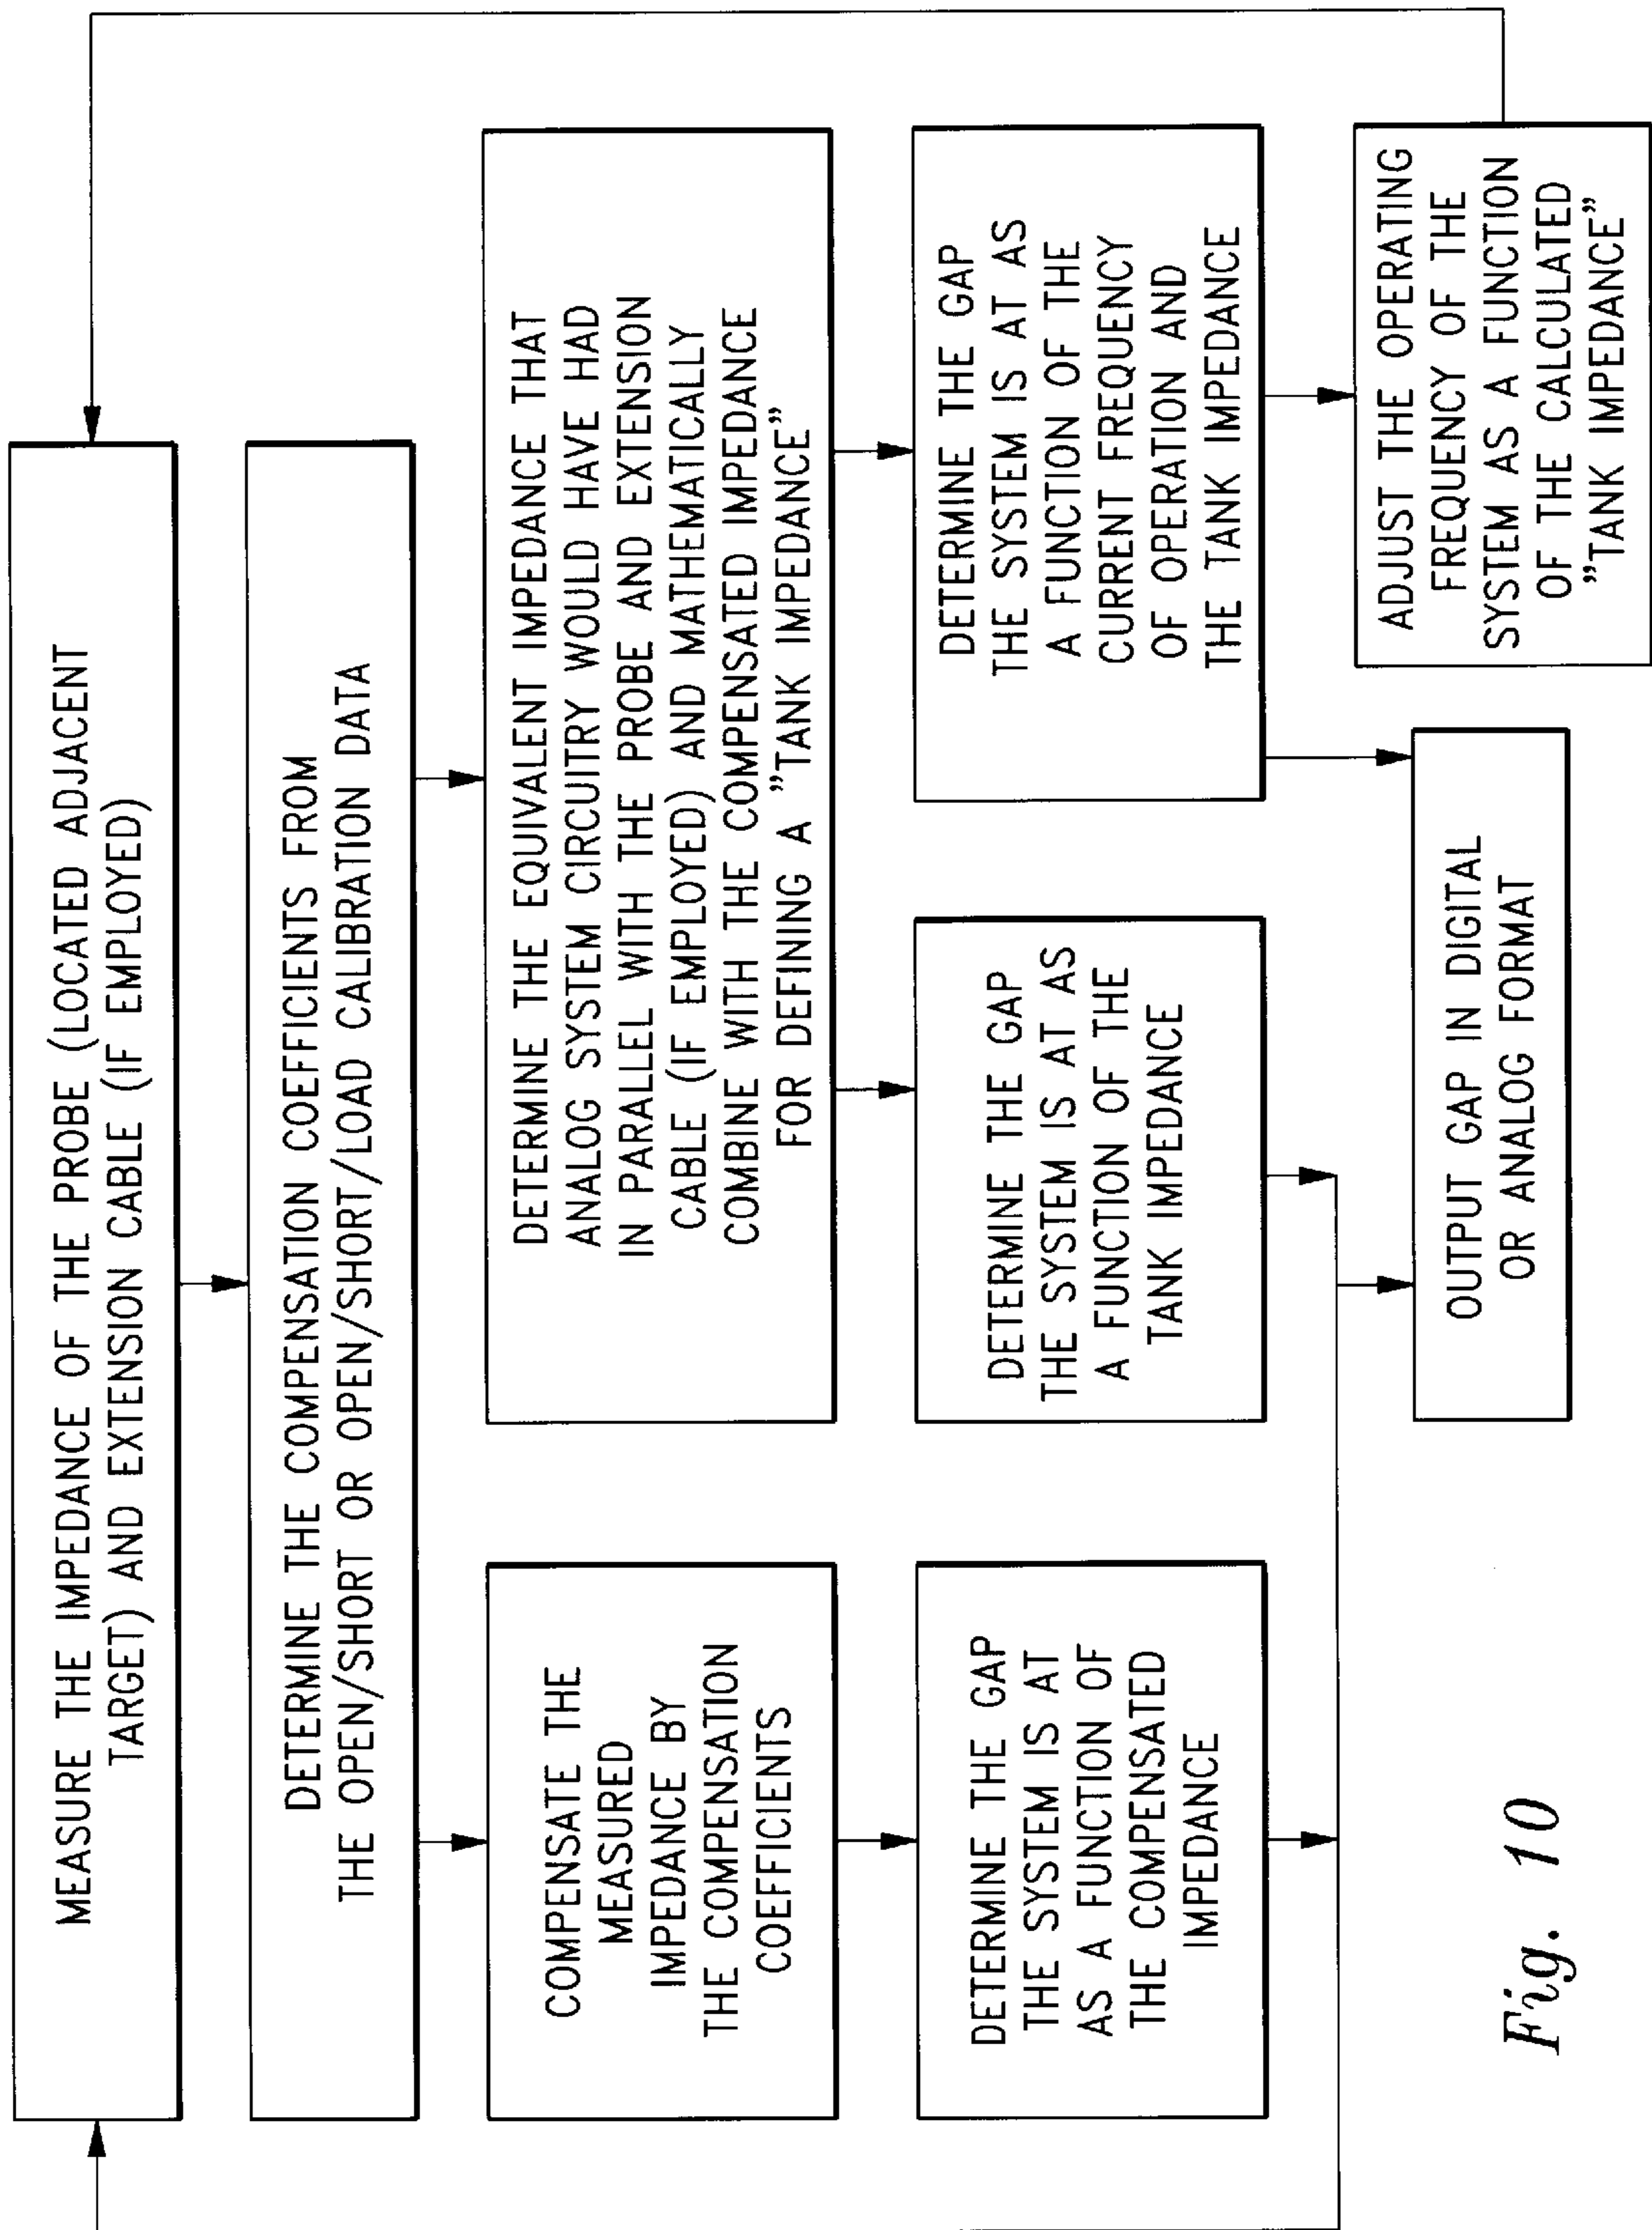 MEASURE THE IMPEDANCE OF THE PROBE (LOCATED ADJACENT
TARGET) AND EXTENSION CABLE (IF EMPLOYED)
DETERMINE THE COMPENSATION COEFFICIENTS FROM
THE OPEN/SHORT OR OPEN/SHORT/LOAD CALIBRATION DATA
COMPENSATE THE
MEASURED
IMPEDANCE BY
THE COMPENSATION
COEFFICIENTS
DETERMINE THE EQUIVALENT IMPEDANCE THAT
ANALOG SYSTEM CIRCUITRY WOULD HAVE HAD
IN PARALLEL WITH THE PROBE AND EXTENSION
CABLE (IF EMPLOYED) AND MATHEMATICALLY
COMBINE WITH THE COMPENSATED IMPEDANCE
FOR DEFINING A "TANK IMPEDANCE"
DETERMINE THE GAP
THE SYSTEM IS AT
AS A FUNCTION OF
THE COMPENSATED
IMPEDANCE
DETERMINE THE GAP
THE SYSTEM IS AT AS
A FUNCTION OF THE
TANK IMPEDANCE
DETERMINE THE GAP
THE SYSTEM IS AT AS
A FUNCTION OF THE
CURRENT FREQUENCY
OF OPERATION AND
THE TANK IMPEDANCE
OUTPUT GAP IN DIGITAL
OR ANALOG FORMAT
ADJUST THE OPERATING
FREQUENCY OF THE
SYSTEM AS A FUNCTION
OF THE CALCULATED
"TANK IMPEDANCE"
Fig. 10